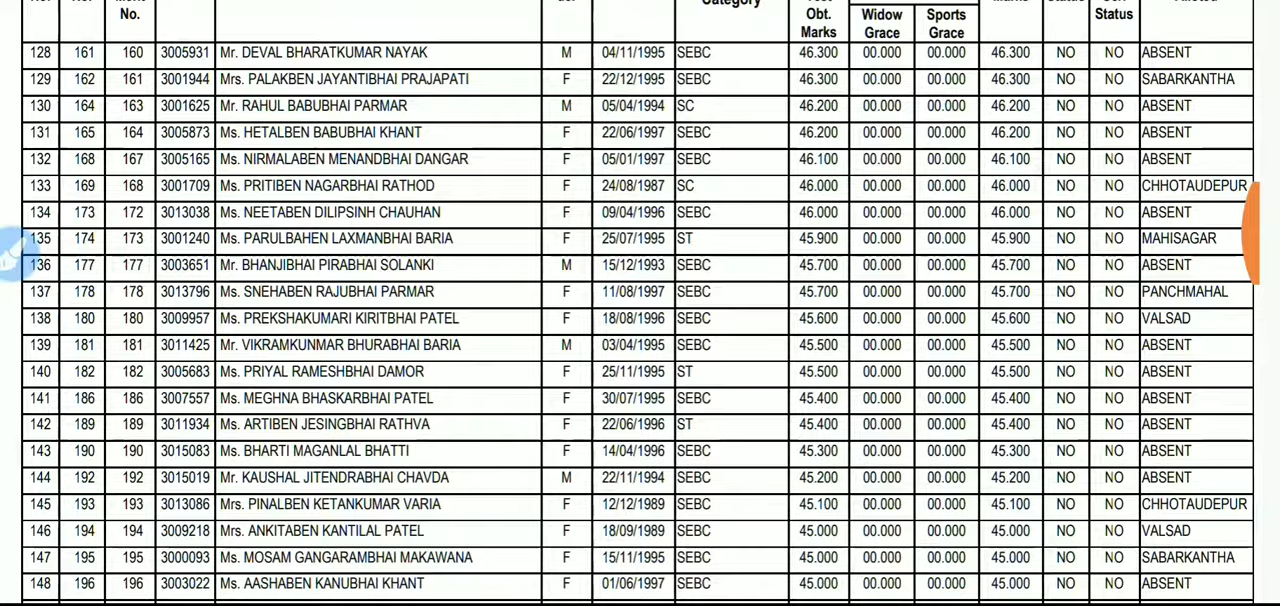 Category Obt. Widow Sports Status
No. Marks Grace Grace Status
128 161 160 3005931 Mr. DEVAL BHARATKUMAR NAYAK M 04/11/1995 SEBC 46.300 00.000 00.000 46.300 NO NO ABSENT
129 162 161 3001944 Mrs. PALAKBEN JAYANTIBHAI PRAJAPATI F 22/12/1995 SEBC 46.300 00.000 00.000 46.300 NO NO SABARKANTHA
130 164 163 3001625 Mr. RAHUL BABUBHAI PARMAR M 05/04/1994 SC 46.200 00.000 00.000 46.200 NO NO ABSENT
131 165 164 3005873 Ms. HETALBEN BABUBHAI KHANT F 22/06/1997 SEBC 46.200 00.000 00.000 46.200 NO NO ABSENT
132 168 167 3005165 Ms. NIRMALABEN MENANDBHAI DANGAR F 05/01/1997 SEBC 46.100 00.000 00.000 46.100 NO NO ABSENT
133 169 168 3001709 Ms. PRITIBEN NAGARBHAI RATHOD F 24/08/1987 SC 46.000 00.000 00.000 46.000 NO NO CHHOTAUDEPUR
134 173 172 3013038 Ms. NEETABEN DILIPSINH CHAUHAN F 09/04/1996 SEBC 46.000 00.000 00.000 46.000 NO NO ABSENT
135 174 173 3001240 Ms. PARULBAHEN LAXMANBHAI BARIA F 25/07/1995 ST 45.900 00.000 00.000 45.900 NO NO MAHISAGAR
136 177 177 3003651 Mr. BHANJIBHAI PIRABHAI SOLANKI M 15/12/1993 SEBC 45.700 00.000 00.000 45.700 NO NO ABSENT
137 178 178 3013796 Ms. SNEHABEN RAJUBHAI PARMAR F 11/08/1997 SEBC 45.700 00.000 00.000 45.700 NO NO PANCHMAHAL
138 180 180 3009957 Ms. PREKSHAKUMARI KIRITBHAI PATEL F 18/08/1996 SEBC 45.600 00.000 00.000 45.600 NO NO VALSAD
139 181 181 3011425 Mr. VIKRAMKUNMAR BHURABHAI BARIA M 03/04/1995 SEBC 45.500 00.000 00.000 45.500 NO NO ABSENT
140 182 182 3005683 Ms. PRIYAL RAMESHBHAI DAMOR F 25/11/1995 ST 45.500 00.000 00.000 45.500 NO NO ABSENT
141 186 186 3007557 Ms. MEGHNA BHASKARBHAI PATEL F 30/07/1995 SEBC 45.400 00.000 00.000 45.400 NO NO ABSENT
142 189 189 3011934 Ms. ARTIBEN JESINGBHAI RATHVA F 22/06/1996 ST 45.400 00.000 00.000 45.400 NO NO ABSENT
143 190 190 3015083 Ms. BHARTI MAGANLAL BHATTI F 14/04/1996 SEBC 45.300 00.000 00.000 45.300 NO NO ABSENT
144 192 192 3015019 Mr. KAUSHAL JITENDRABHAI CHAVDA M 22/11/1994 SEBC 45.200 00.000 00.000 45.200 NO NO ABSENT
145 193 193 3013086 Mrs. PINALBEN KETANKUMAR VARIA F 12/12/1989 SEBC 45.100 00.000 00.000 45.100 NO NO CHHOTAUDEPUR
146 194 194 3009218 Mrs. ANKITABEN KANTILAL PATEL F 18/09/1989 SEBC 45.000 00.000 00.000 45.000 NO NO VALSAD
147 195 195 3000093 Ms. MOSAM GANGARAMBHAI MAKAWANA F 15/11/1995 SEBC 45.000 00.000 00.000 45.000 NO NO SABARKANTHA
148 196 196 3003022 Ms. AASHABEN KANUBHAI KHANT F 01/06/1997 SEBC 45.000 00.000 00.000 45.000 NO NO ABSENT